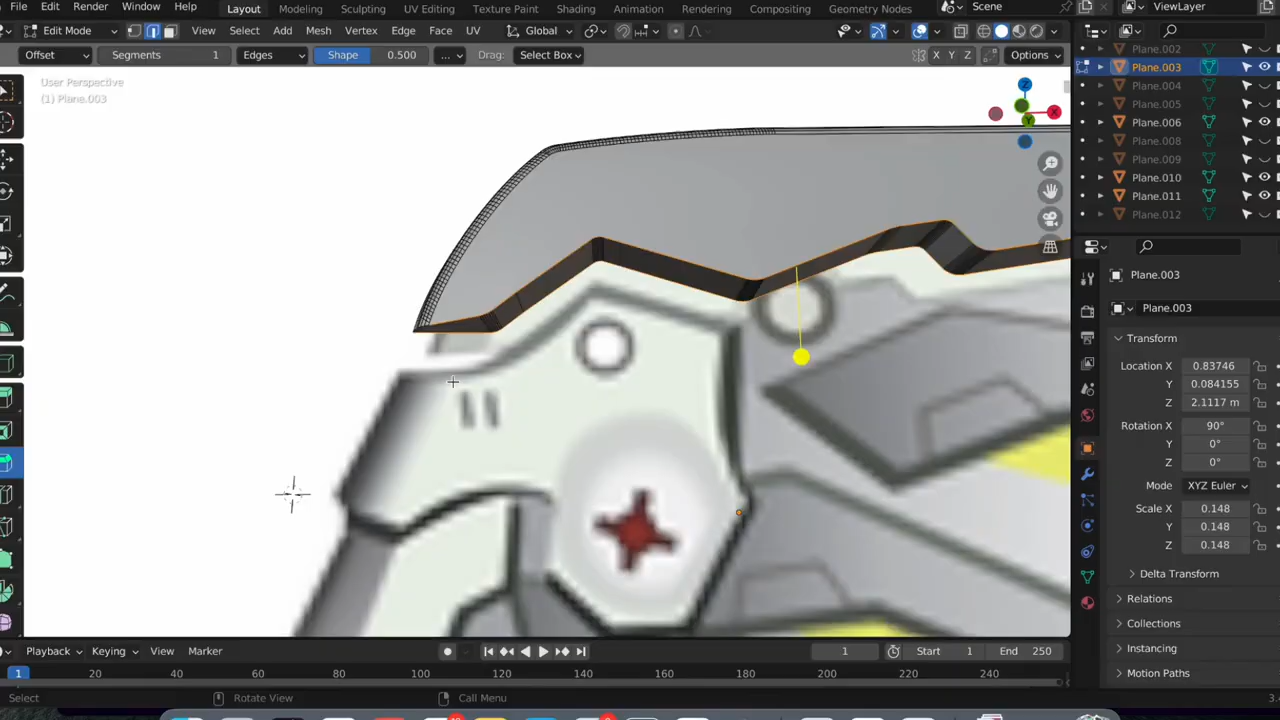 File Edit Render Window Help Layout Modeling Sculpting UV Editing Texture Paint Shading Animation Rendering Compositing Geometry Nodes Scene ViewLayer
Edit Mode View Select Add Mesh Vertex Edge Face UV Global
Offset Segments 1 Edges Shape 0.500 ... Drag: Select Box X Y Z Options
User Perspective
(1) Plane.003
Z
X
Y
Plane.002
Plane.003
Plane.004
Plane.005
Plane.006
Plane.008
Plane.009
Plane.010
Plane.011
Plane.012
Plane.003
Plane.003
Transform
Location X 0.83746
Y 0.084155
Z 2.1117 m
Rotation X 90°
Y 0°
Z 0°
Mode XYZ Euler
Scale X 0.148
Y 0.148
Z 0.148
Delta Transform
Relations
Collections
Instancing
Motion Paths
Playback Keying View Marker 1 Start 1 End 250
1 20 40 60 80 100 120 140 160 180 200 220 240
Select Rotate View Call Menu 3.